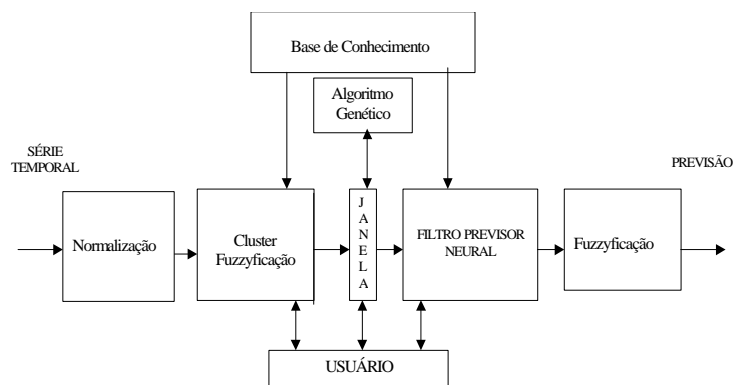 Base de Conhecimento
Algoritmo
Genético
SÉRIE
TEMPORAL
PREVISÃO
Normalização
Cluster
Fuzzyficação
J
A
N
E
L
A
FILTRO PREVISOR
NEURAL
Fuzzyficação
USUÁRIO